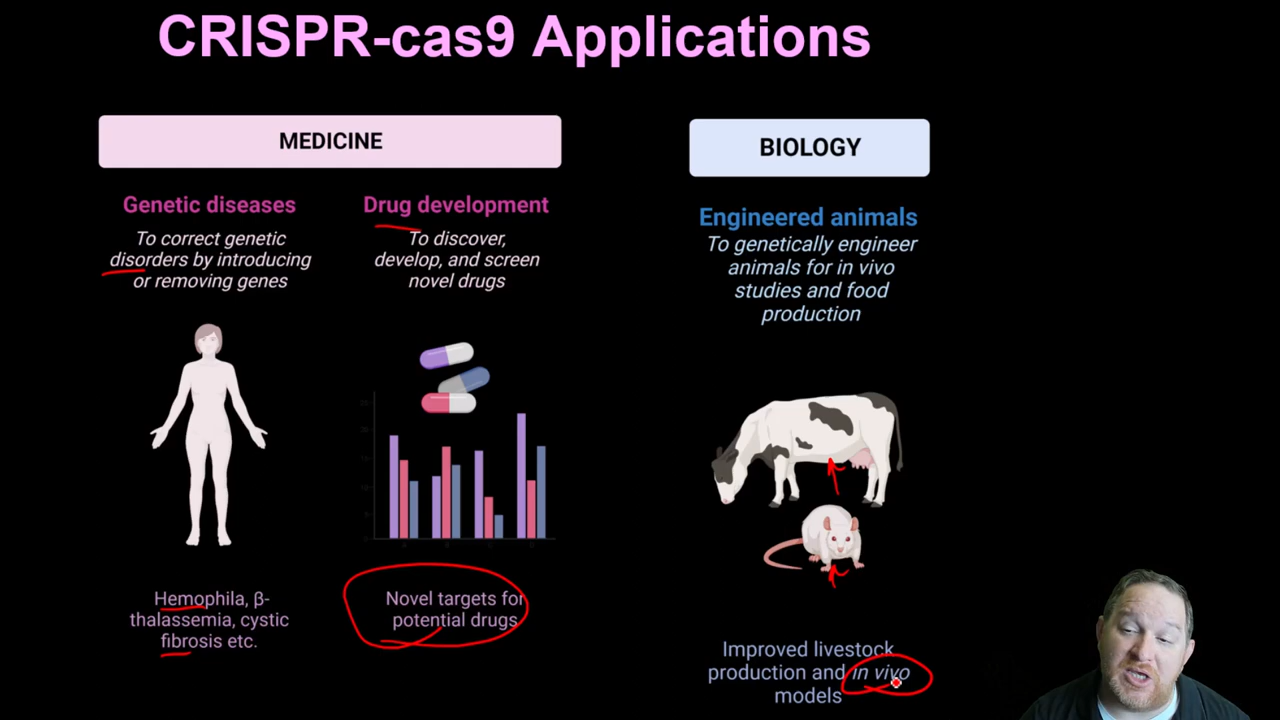 CRISPR-cas9 Applications
MEDICINE
Genetic diseases
To correct genetic
disorders by introducing
or removing genes
Hemophila, β-
thalassemia, cystic
fibrosis etc.
Drug development
To discover,
develop, and screen
novel drugs
Novel targets for
potential drugs
BIOLOGY
Engineered animals
To genetically engineer
animals for in vivo
studies and food
production
Improved livestock
production and in vivo
models